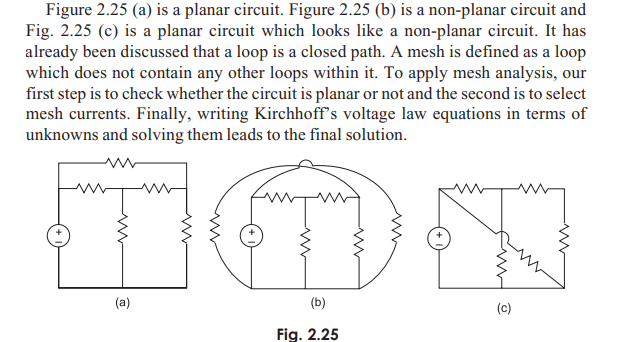 Figure 2.25 (a) is a planar circuit. Figure 2.25 (b) is a non-planar circuit and
Fig. 2.25 (c) is a planar circuit which looks like a non-planar circuit. It has
already been discussed that a loop is a closed path. A mesh is defined as a loop
which does not contain any other loops within it. To apply mesh analysis, our
first step is to check whether the circuit is planar or not and the second is to select
mesh currents. Finally, writing Kirchhoff's voltage law equations in terms of
unknowns and solving them leads to the final solution.
+ + +
(a) (b) (c)
Fig. 2.25